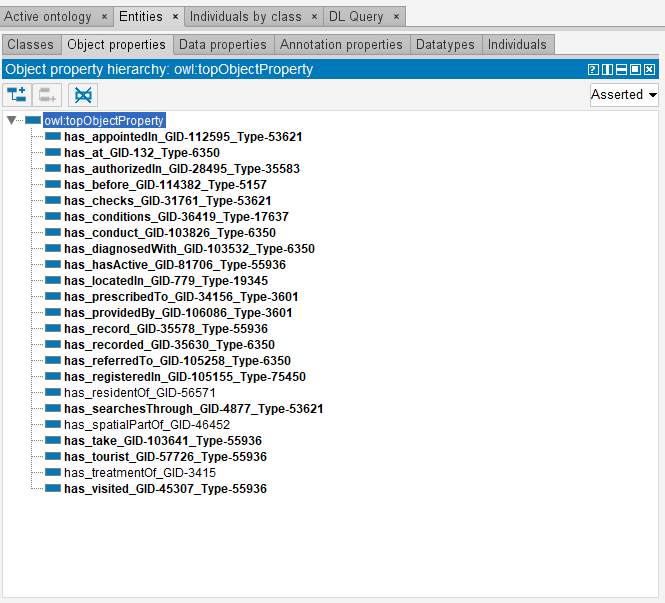 Active ontology × Entities × Individuals by class × DL Query ×
Classes Object properties Data properties Annotation properties Datatypes Individuals
Object property hierarchy: owl:topObjectProperty
Asserted
owl:topObjectProperty
has_appointedIn_GID-112595_Type-53621
has_at_GID-132_Type-6350
has_authorizedIn_GID-28495_Type-35583
has_before_GID-114382_Type-5157
has_checks_GID-31761_Type-53621
has_conditions_GID-36419_Type-17637
has_conduct_GID-103826_Type-6350
has_diagnosedWith_GID-103532_Type-6350
has_hasActive_GID-81706_Type-55936
has_locatedIn_GID-779_Type-19345
has_prescribedTo_GID-34156_Type-3601
has_providedBy_GID-106086_Type-3601
has_record_GID-35578_Type-55936
has_recorded_GID-35630_Type-6350
has_referredTo_GID-105258_Type-6350
has_registeredIn_GID-105155_Type-75450
has_residentOf_GID-56571
has_searchesThrough_GID-4877_Type-53621
has_spatialPartOf_GID-46452
has_take_GID-103641_Type-55936
has_tourist_GID-57726_Type-55936
has_treatmentOf_GID-3415
has_visited_GID-45307_Type-55936